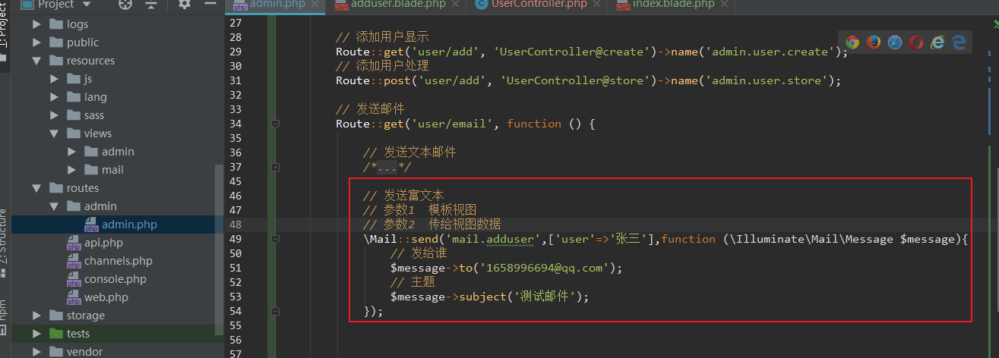 Project
admin.php
adduser.blade.php
UserController.php
index.blade.php
1: Project
logs
public
resources
js
lang
sass
views
admin
mail
routes
admin
admin.php
api.php
channels.php
console.php
web.php
storage
tests
vendor
Z: Structure
npm
27
28 // 添加用户显示
29 Route::get('user/add', 'UserController@create')->name('admin.user.create');
30 // 添加用户处理
31 Route::post('user/add', 'UserController@store')->name('admin.user.store');
32
33 // 发送邮件
34 Route::get('user/email', function () {
35
36 // 发送文本邮件
37 /*...*/
45
46 // 发送富文本
47 // 参数1 模板视图
48 // 参数2 传给视图数据
49 \Mail::send('mail.adduser',['user'=>'张三'],function (\Illuminate\Mail\Message $message){
50 // 发给谁
51 $message->to('1658996694@qq.com');
52 // 主题
53 $message->subject('测试邮件');
54 });
55
56
57